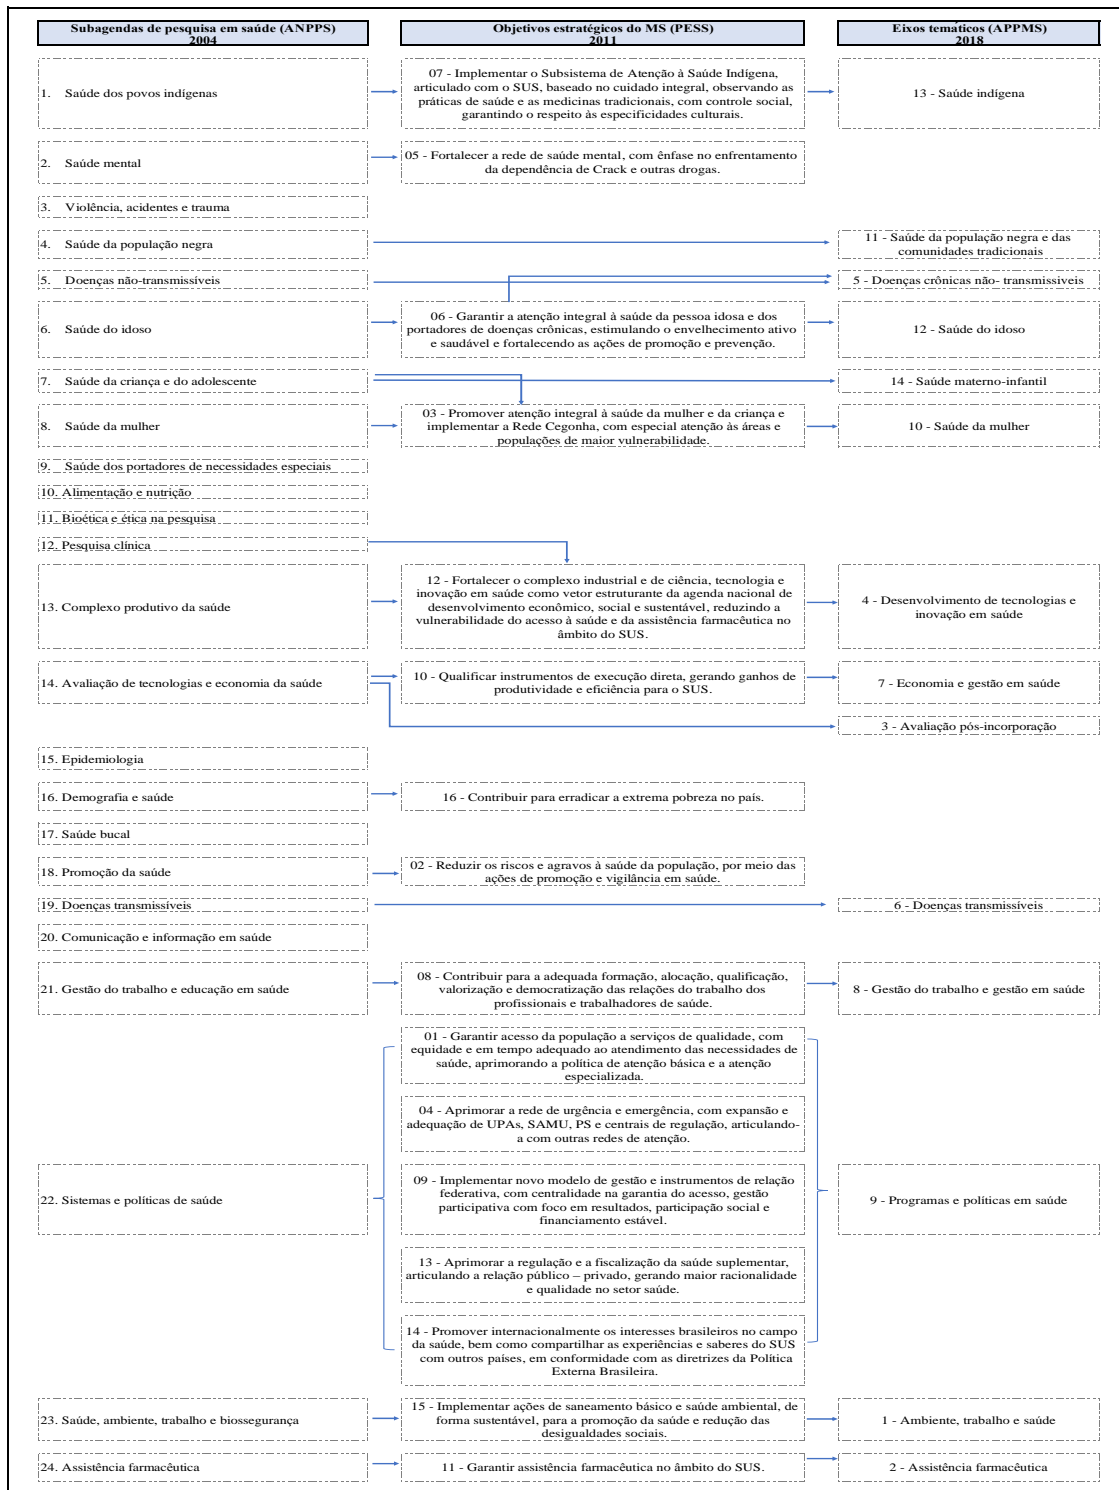 Subagendas de pesquisa em saúde (ANPPS)
2004
Objetivos estratégicos do MS (PESS)
2011
Eixos temáticos (APPMS)
2018
1. Saúde dos povos indígenas
07 - Implementar o Subsistema de Atenção à Saúde Indígena,
articulado com o SUS, baseado no cuidado integral, observando as
práticas de saúde e as medicinas tradicionais, com controle social,
garantindo o respeito às especificidades culturais.
13 - Saúde indígena
2. Saúde mental
05 - Fortalecer a rede de saúde mental, com ênfase no enfrentamento
da dependência de Crack e outras drogas.
3. Violência, acidentes e trauma
4. Saúde da população negra
11 - Saúde da população negra e das
comunidades tradicionais
5. Doenças não-transmissíveis
5 - Doenças crônicas não- transmissiveis
6. Saúde do idoso
06 - Garantir a atenção integral à saúde da pessoa idosa e dos
portadores de doenças crônicas, estimulando o envelhecimento ativo
e saudável e fortalecendo as ações de promoção e prevenção.
12 - Saúde do idoso
7. Saúde da criança e do adolescente
14 - Saúde materno-infantil
8. Saúde da mulher
03 - Promover atenção integral à saúde da mulher e da criança e
implementar a Rede Cegonha, com especial atenção às áreas e
populações de maior vulnerabilidade.
10 - Saúde da mulher
9. Saúde dos portadores de necessidades especiais
10. Alimentação e nutrição
11. Bioética e ética na pesquisa
12. Pesquisa clínica
13. Complexo produtivo da saúde
12 - Fortalecer o complexo industrial e de ciência, tecnologia e
inovação em saúde como vetor estruturante da agenda nacional de
desenvolvimento econômico, social e sustentável, reduzindo a
vulnerabilidade do acesso à saúde e da assistência farmacêutica no
âmbito do SUS.
4 - Desenvolvimento de tecnologias e
inovação em saúde
14. Avaliação de tecnologias e economia da saúde
10 - Qualificar instrumentos de execução direta, gerando ganhos de
produtividade e eficiência para o SUS.
7 - Economia e gestão em saúde
3 - Avaliação pós-incorporação
15. Epidemiologia
16. Demografia e saúde
16 - Contribuir para erradicar a extrema pobreza no país.
17. Saúde bucal
18. Promoção da saúde
02 - Reduzir os riscos e agravos à saúde da população, por meio das
ações de promoção e vigilância em saúde.
19. Doenças transmissíveis
6 - Doenças transmissíveis
20. Comunicação e informação em saúde
21. Gestão do trabalho e educação em saúde
08 - Contribuir para a adequada formação, alocação, qualificação,
valorização e democratização das relações do trabalho dos
profissionais e trabalhadores de saúde.
8 - Gestão do trabalho e gestão em saúde
01 - Garantir acesso da população a serviços de qualidade, com
equidade e em tempo adequado ao atendimento das necessidades de
saúde, aprimorando a política de atenção básica e a atenção
especializada.
04 - Aprimorar a rede de urgência e emergência, com expansão e
adequação de UPAs, SAMU, PS e centrais de regulação, articulando-
a com outras redes de atenção.
22. Sistemas e políticas de saúde
09 - Implementar novo modelo de gestão e instrumentos de relação
federativa, com centralidade na garantia do acesso, gestão
participativa com foco em resultados, participação social e
financiamento estável.
9 - Programas e políticas em saúde
13 - Aprimorar a regulação e a fiscalização da saúde suplementar,
articulando a relação público – privado, gerando maior racionalidade
e qualidade no setor saúde.
14 - Promover internacionalmente os interesses brasileiros no campo
da saúde, bem como compartilhar as experiências e saberes do SUS
com outros países, em conformidade com as diretrizes da Política
Externa Brasileira.
23. Saúde, ambiente, trabalho e biossegurança
15 - Implementar ações de saneamento básico e saúde ambiental, de
forma sustentável, para a promoção da saúde e redução das
desigualdades sociais.
1 - Ambiente, trabalho e saúde
24. Assistência farmacêutica
11 - Garantir assistência farmacêutica no âmbito do SUS.
2 - Assistência farmacêutica